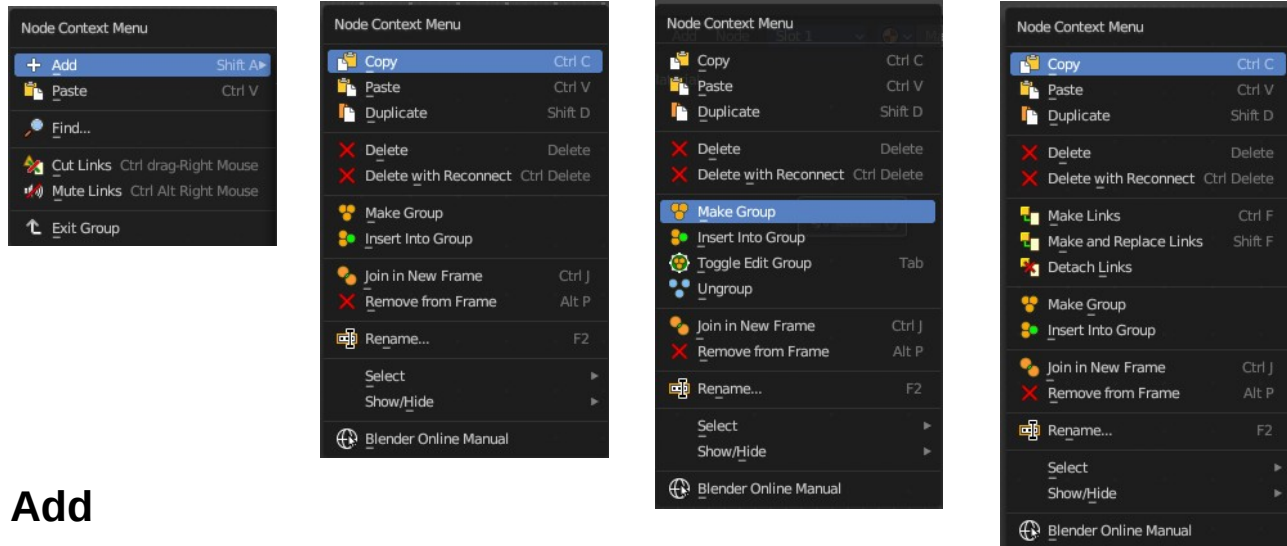 Node Context Menu
Add Shift A
Paste Ctrl V
Find...
Cut Links Ctrl drag-Right Mouse
Mute Links Ctrl Alt Right Mouse
Exit Group
Node Context Menu
Copy Ctrl C
Paste Ctrl V
Duplicate Shift D
Delete Delete
Delete with Reconnect Ctrl Delete
Make Group
Insert Into Group
Join in New Frame Ctrl J
Remove from Frame Alt P
Rename... F2
Select
Show/Hide
Blender Online Manual
Node Context Menu
Add Node Slot 1
Copy Ctrl C
Paste Ctrl V
Duplicate Shift D
Delete Delete
Delete with Reconnect Ctrl Delete
Make Group
Insert Into Group
Toggle Edit Group Tab
Ungroup
Join in New Frame Ctrl J
Remove from Frame Alt P
Rename... F2
Select
Show/Hide
Blender Online Manual
Node Context Menu
Copy Ctrl C
Paste Ctrl V
Duplicate Shift D
Delete Delete
Delete with Reconnect Ctrl Delete
Make Links Ctrl F
Make and Replace Links Shift F
Detach Links
Make Group
Insert Into Group
Join in New Frame Ctrl J
Remove from Frame Alt P
Rename... F2
Select
Show/Hide
Blender Online Manual
Add